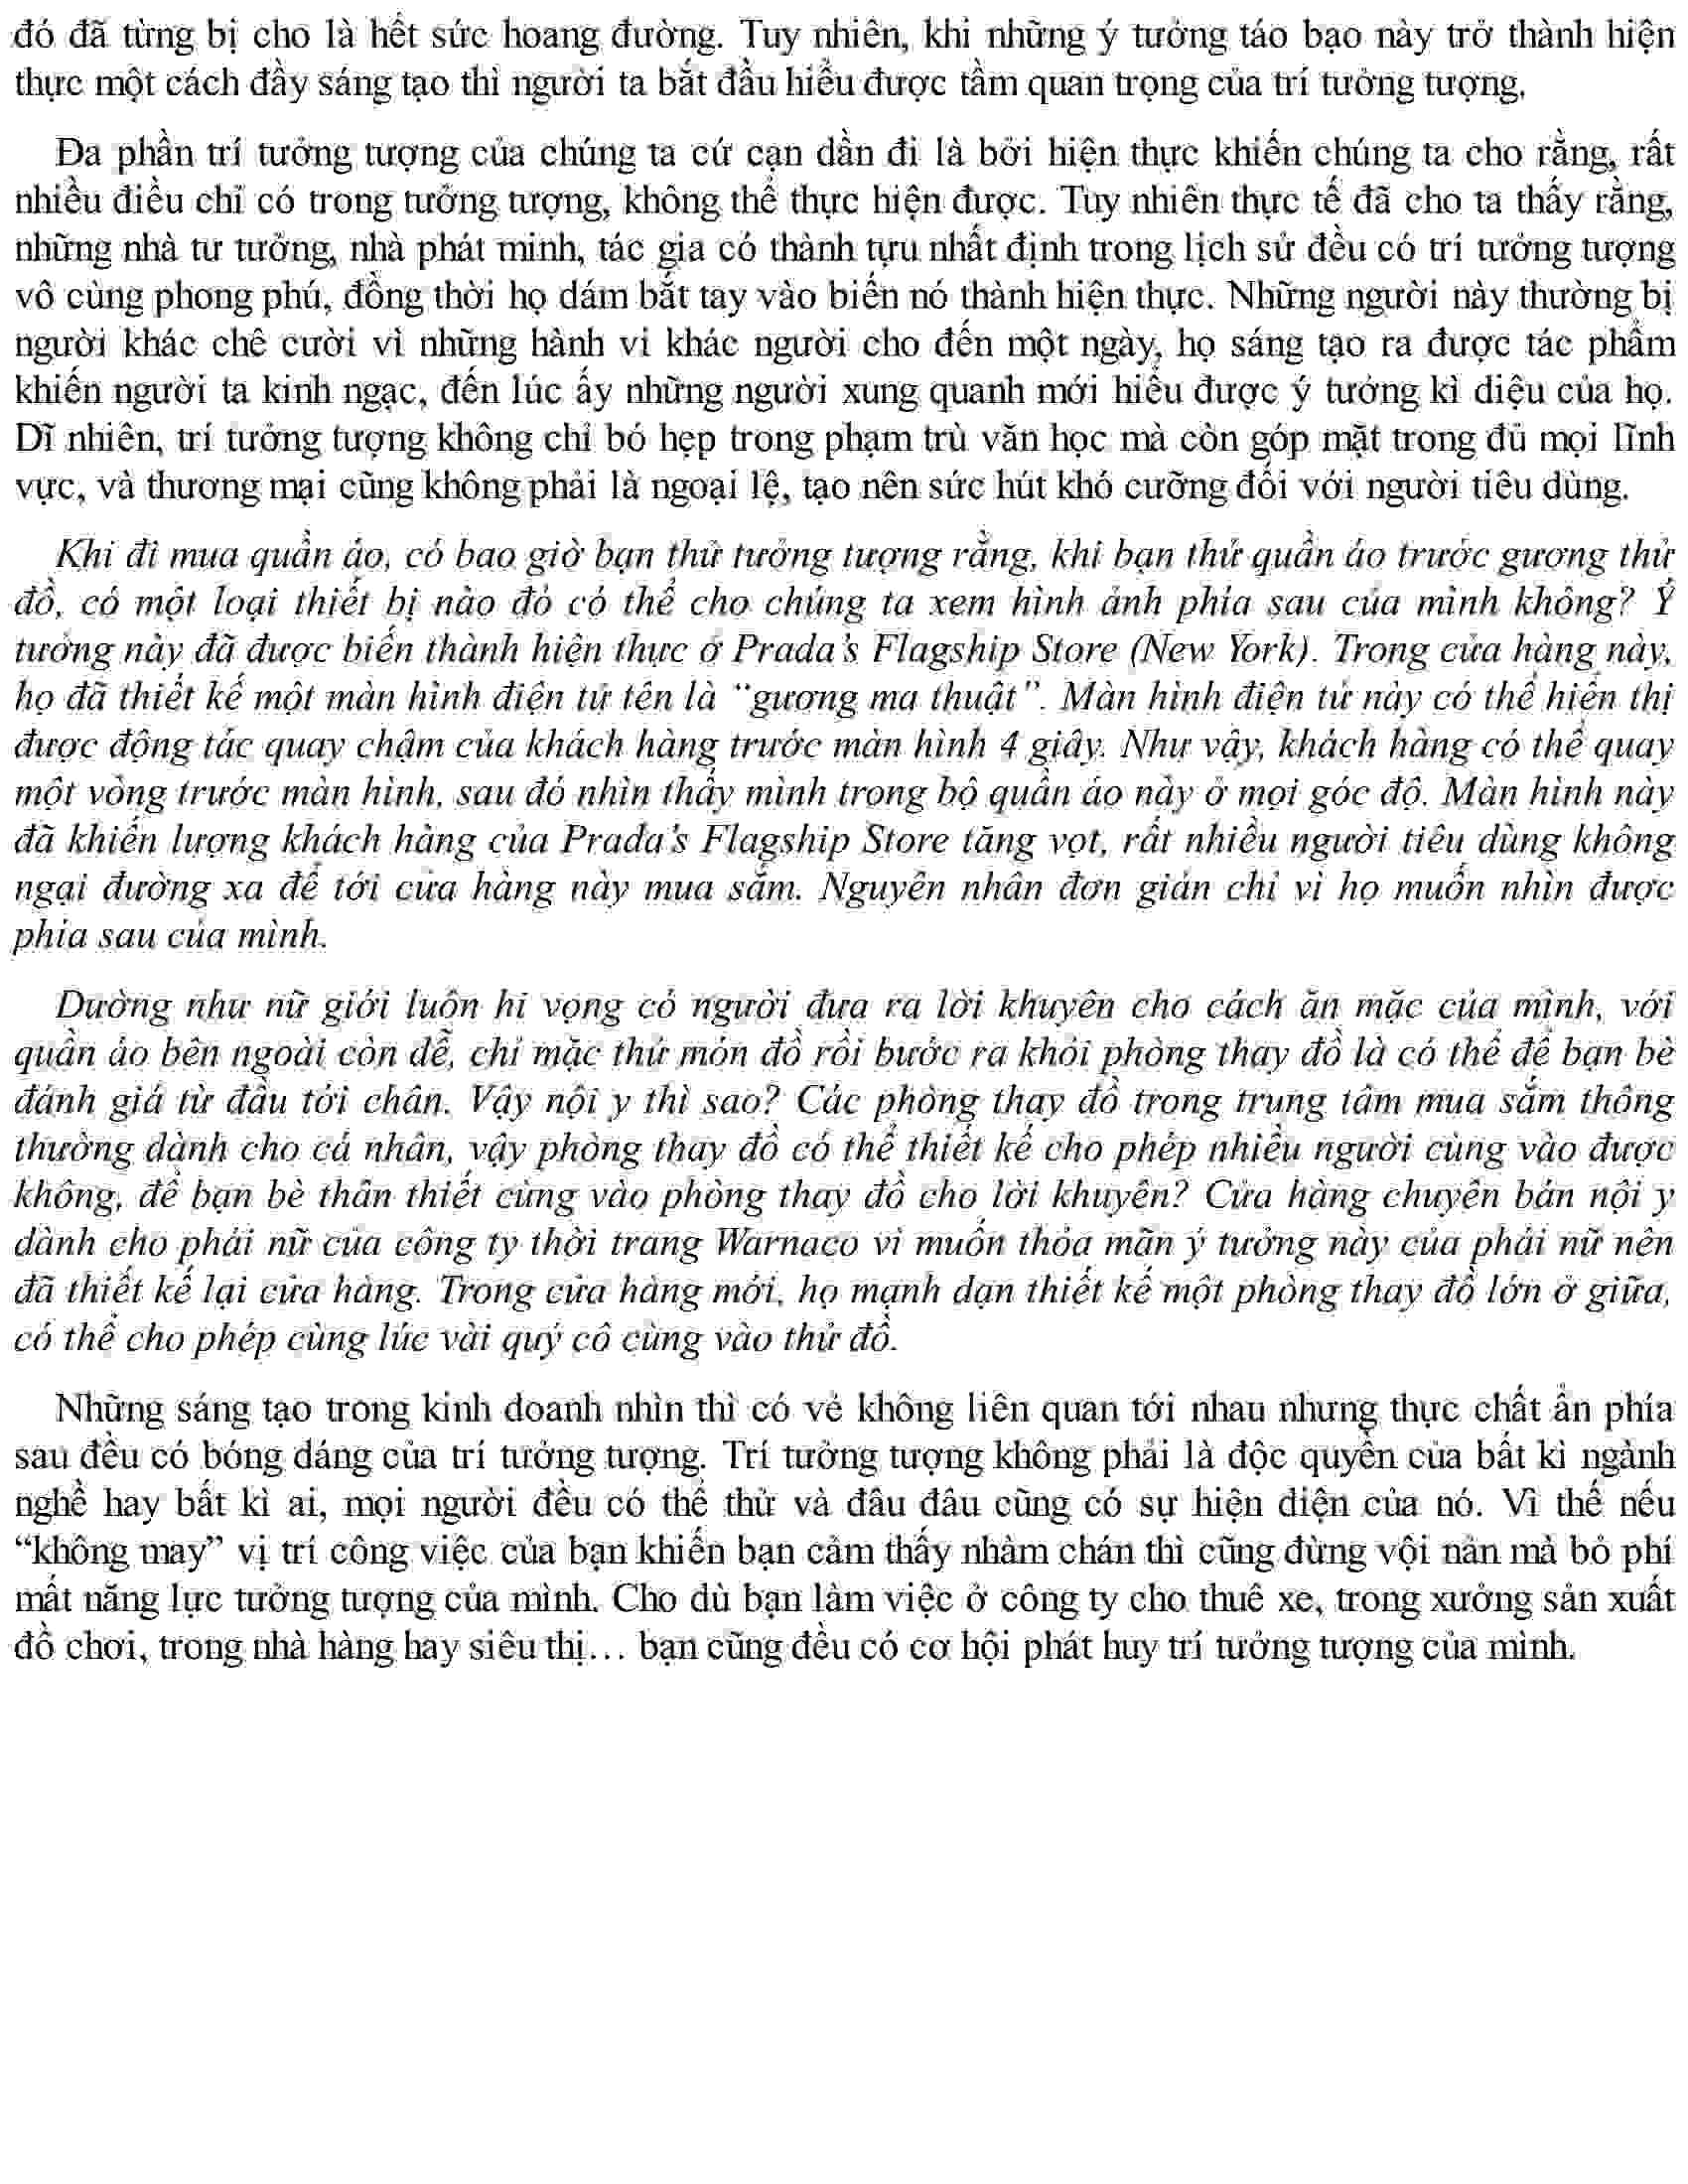 đó đã từng bị cho là hết sức hoang đường. Tuy nhiên, khi những ý tưởng táo bạo này trở thành hiện
thực một cách đầy sáng tạo thì người ta bắt đầu hiểu được tầm quan trọng của trí tưởng tượng.
Đa phần trí tưởng tượng của chúng ta cứ cạn dần đi là bởi hiện thực khiến chúng ta cho rằng, rất
nhiều điều chỉ có trong tưởng tượng, không thể thực hiện được. Tuy nhiên thực tế đã cho ta thấy rằng,
những nhà tư tưởng, nhà phát minh, tác gia có thành tựu nhất định trong lịch sử đều có trí tưởng tượng
vô cùng phong phú, đồng thời họ dám bắt tay vào biến nó thành hiện thực. Những người này thường bị
người khác chê cười vì những hành vi khác người cho đến một ngày, họ sáng tạo ra được tác phẩm
khiến người ta kinh ngạc, đến lúc ấy những người xung quanh mới hiểu được ý tưởng kì diệu của họ.
Dĩ nhiên, trí tưởng tượng không chỉ bó hẹp trong phạm trù văn học mà còn góp mặt trong đủ mọi lĩnh
vực, và thương mại cũng không phải là ngoại lệ, tạo nên sức hút khó cưỡng đối với người tiêu dùng.
Khi đi mua quần áo, có bao giờ bạn thử tưởng tượng rằng, khi bạn thử quần áo trước gương thử
đồ, có một loại thiết bị nào đó có thể cho chúng ta xem hình ảnh phía sau của mình không? Ý
tưởng này đã được biến thành hiện thực ở Prada's Flagship Store (New York). Trong cửa hàng này,
họ đã thiết kế một màn hình điện tử tên là “gương ma thuật”. Màn hình điện tử này có thể hiển thị
được động tác quay chậm của khách hàng trước màn hình 4 giây. Như vậy, khách hàng có thể quay
một vòng trước màn hình, sau đó nhìn thấy mình trong bộ quần áo này ở mọi góc độ. Màn hình này
đã khiến lượng khách hàng của Prada's Flagship Store tăng vọt, rất nhiều người tiêu dùng không
ngại đường xa để tới cửa hàng này mua sắm. Nguyên nhân đơn giản chỉ vì họ muốn nhìn được
phía sau của mình.
Dường như nữ giới luôn hi vọng có người đưa ra lời khuyên cho cách ăn mặc của mình, với
quần áo bên ngoài còn dễ, chỉ mặc thử món đồ rồi bước ra khỏi phòng thay đồ là có thể để bạn bè
đánh giá từ đầu tới chân. Vậy nội y thì sao? Các phòng thay đồ trong trung tâm mua sắm thông
thường dành cho cá nhân, vậy phòng thay đồ có thể thiết kế cho phép nhiều người cùng vào được
không, để bạn bè thân thiết cùng vào phòng thay đồ cho lời khuyên? Cửa hàng chuyên bán nội y
dành cho phái nữ của công ty thời trang Warnaco vì muốn thỏa mãn ý tưởng này của phái nữ nên
đã thiết kế lại cửa hàng. Trong cửa hàng mới, họ mạnh dạn thiết kế một phòng thay đồ lớn ở giữa,
có thể cho phép cùng lúc vài quý cô cùng vào thử đồ.
Những sáng tạo trong kinh doanh nhìn thì có vẻ không liên quan tới nhau nhưng thực chất ẩn phía
sau đều có bóng dáng của trí tưởng tượng. Trí tưởng tượng không phải là độc quyền của bất kì ngành
nghề hay bất kì ai, mọi người đều có thể thử và đâu đâu cũng có sự hiện diện của nó. Vì thế nếu
“không may” vị trí công việc của bạn khiến bạn cảm thấy nhàm chán thì cũng đừng vội nản mà bỏ phí
mất năng lực tưởng tượng của mình. Cho dù bạn làm việc ở công ty cho thuê xe, trong xưởng sản xuất
đồ chơi, trong nhà hàng hay siêu thị… bạn cũng đều có cơ hội phát huy trí tưởng tượng của mình.